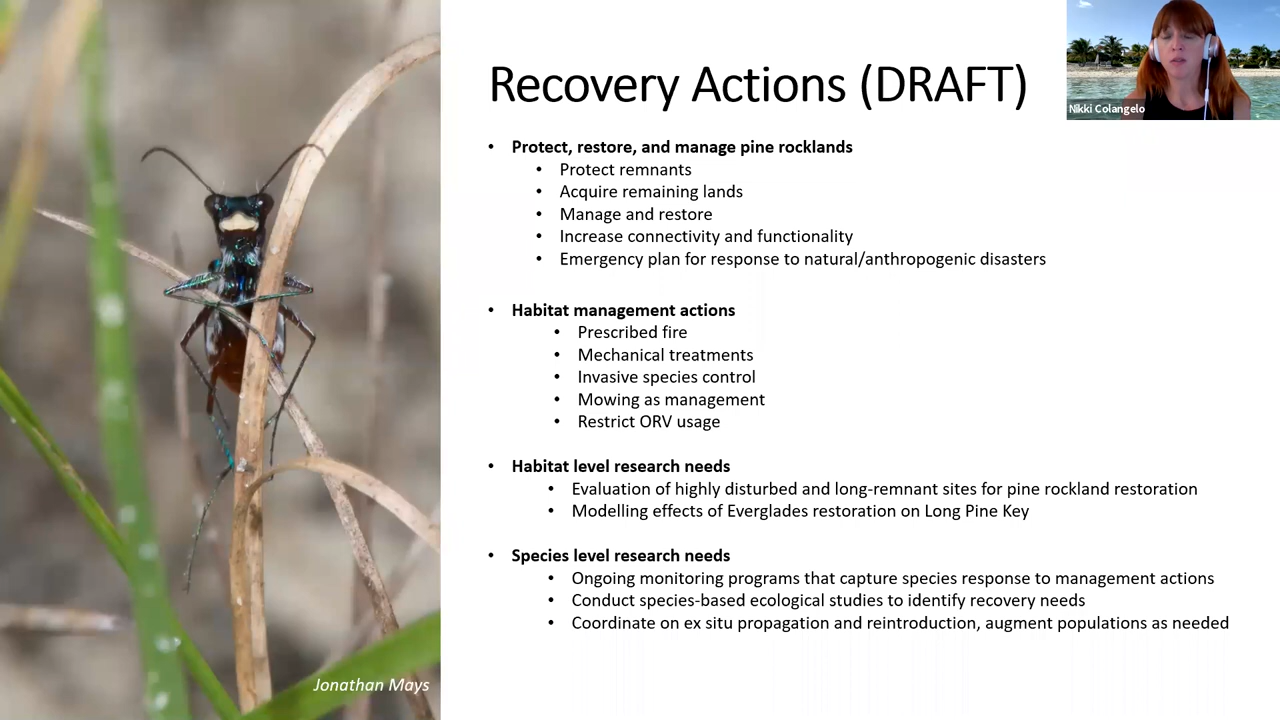 Recovery Actions (DRAFT)
Nikki Colangelo
• Protect, restore, and manage pine rocklands
• Protect remnants
• Acquire remaining lands
• Manage and restore
• Increase connectivity and functionality
• Emergency plan for response to natural/anthropogenic disasters
• Habitat management actions
• Prescribed fire
• Mechanical treatments
• Invasive species control
• Mowing as management
• Restrict ORV usage
• Habitat level research needs
• Evaluation of highly disturbed and long-remnant sites for pine rockland restoration
• Modelling effects of Everglades restoration on Long Pine Key
• Species level research needs
• Ongoing monitoring programs that capture species response to management actions
• Conduct species-based ecological studies to identify recovery needs
• Coordinate on ex situ propagation and reintroduction, augment populations as needed
Jonathan Mays